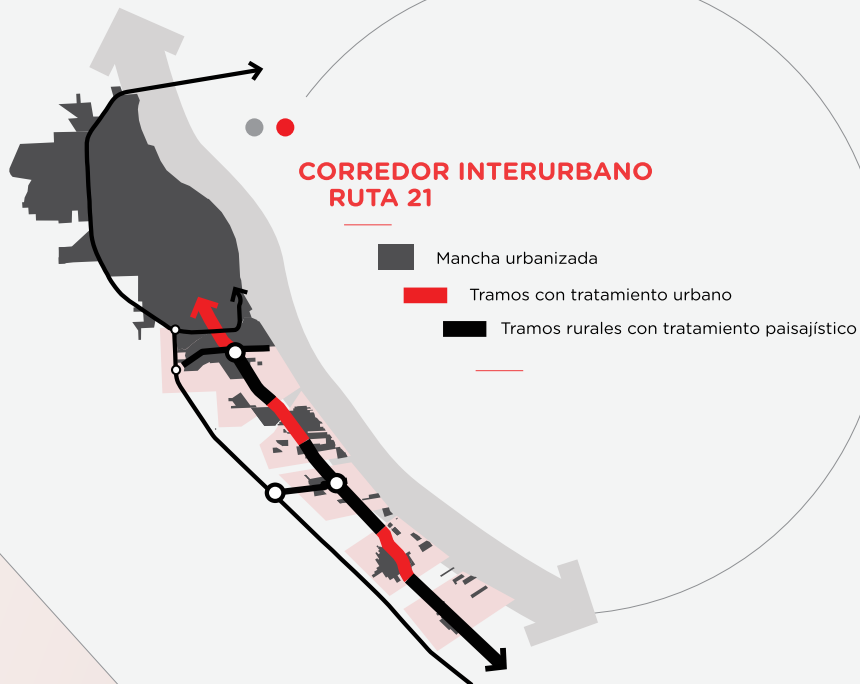 CORREDOR INTERURBANO
RUTA 21
Mancha urbanizada
Tramos con tratamiento urbano
Tramos rurales con tratamiento paisajístico